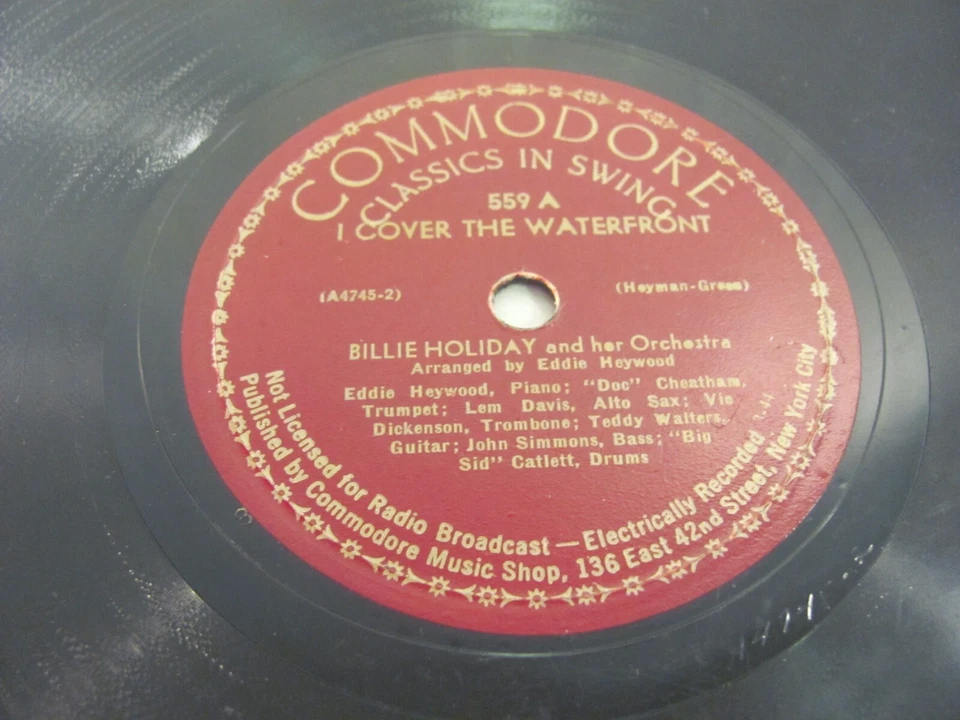 COMMODORE
CLASSICS IN SWING
559 A
I COVER THE WATERFRONT
(A4745-2)
(Heyman-Green)
BILLIE HOLIDAY and her Orchestra
Arranged by Eddie Heywood
Eddie Heywood, Piano; "Doc" Cheatham,
Trumpet; Lem Davis, Alto Sax; Vic
Dickenson, Trombone; Teddy Walters,
Guitar; John Simmons, Bass; "Big
Sid" Catlett, Drums
Not Licensed for Radio Broadcast — Electrically Recorded
Published by Commodore Music Shop, 136 East 42nd Street, New York City